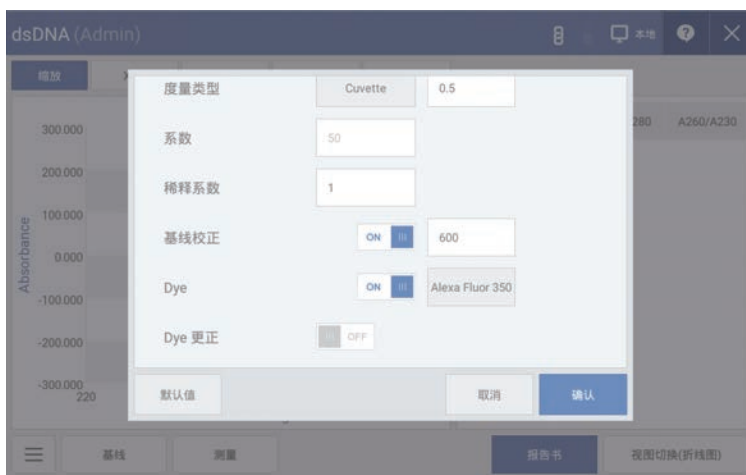 dsDNA (Admin)
本地
缩放
X
280
A260/A230
度量类型
Cuvette
0.5
系数
50
稀释系数
1
基线校正
ON
600
Dye
ON
Alexa Fluor 350
Dye 更正
OFF
默认值
取消
确认
Absorbance
300.000
200.000
100.000
0.000
-100.000
-200.000
-300.000
220
基线
测量
报告书
视图切换(折线图)